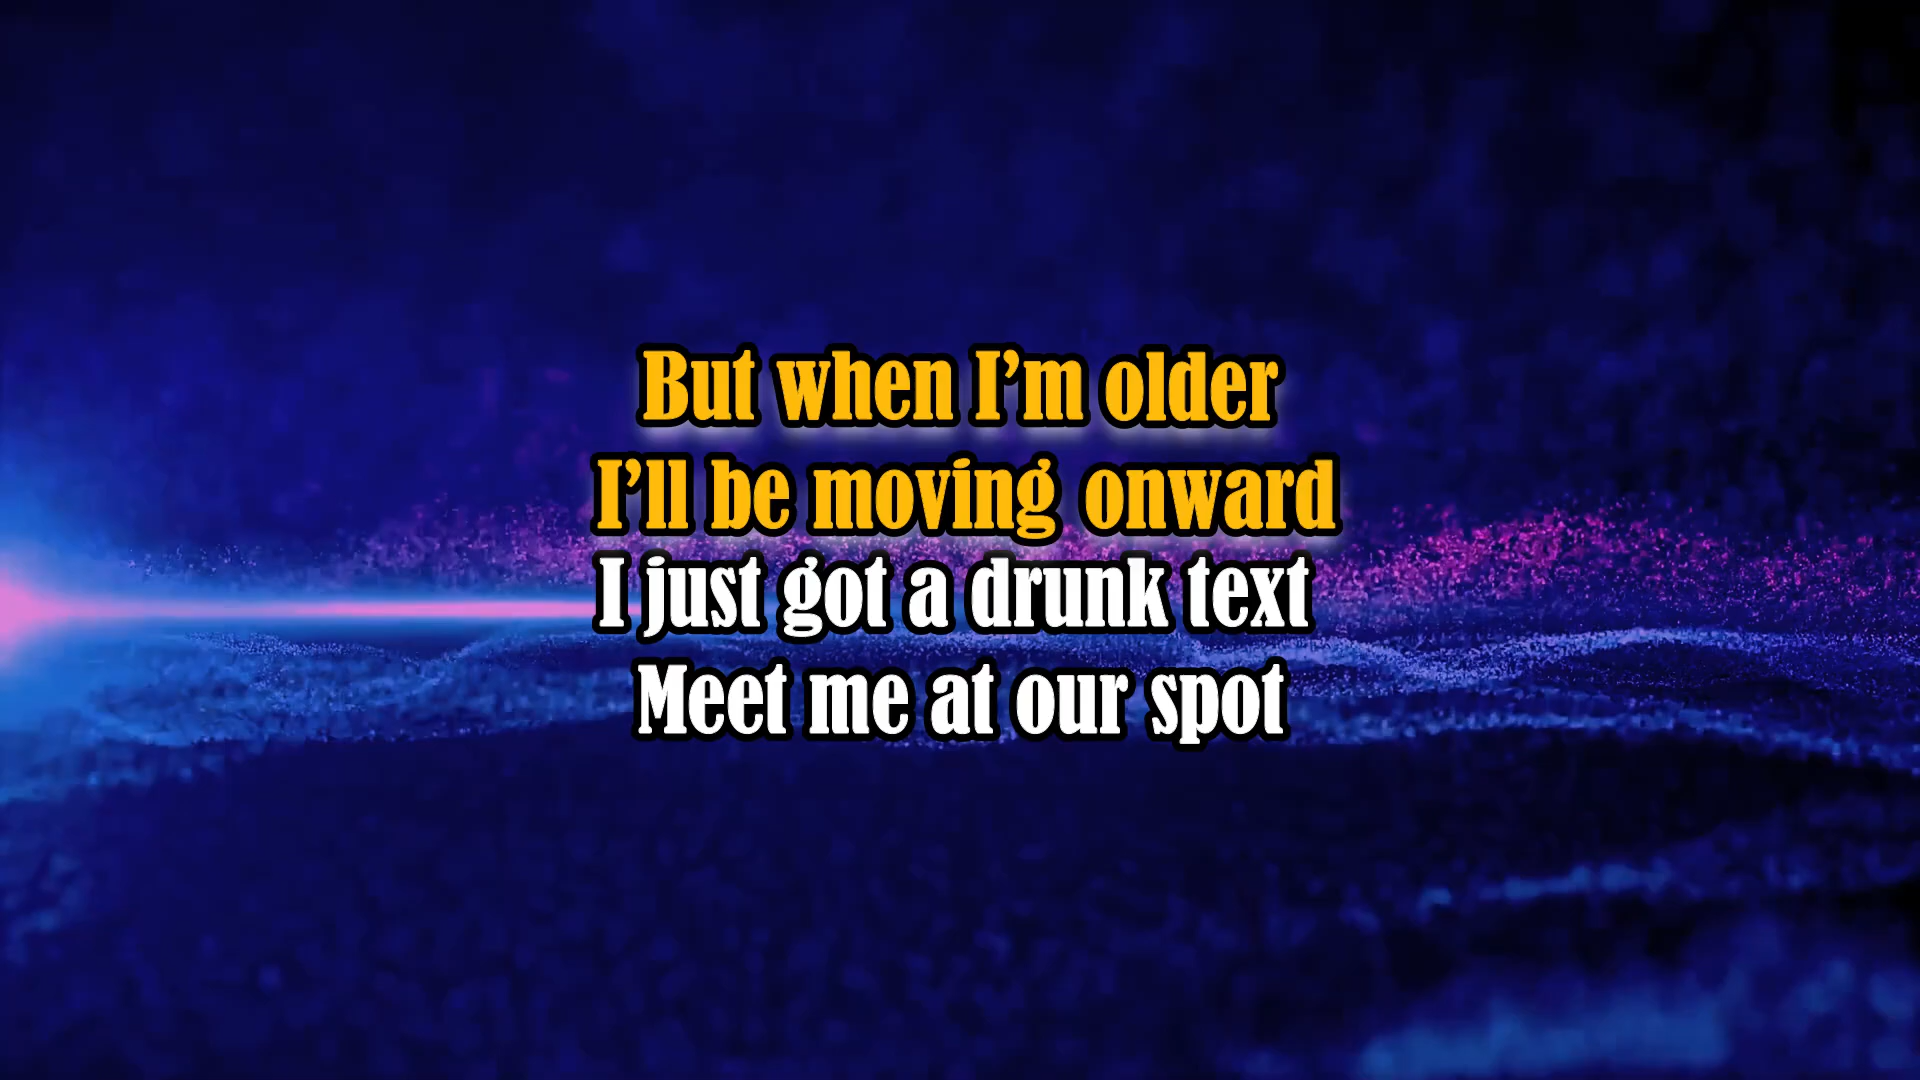 But when I’m older
I’ll be moving onward
I just got a drunk text
Meet me at our spot